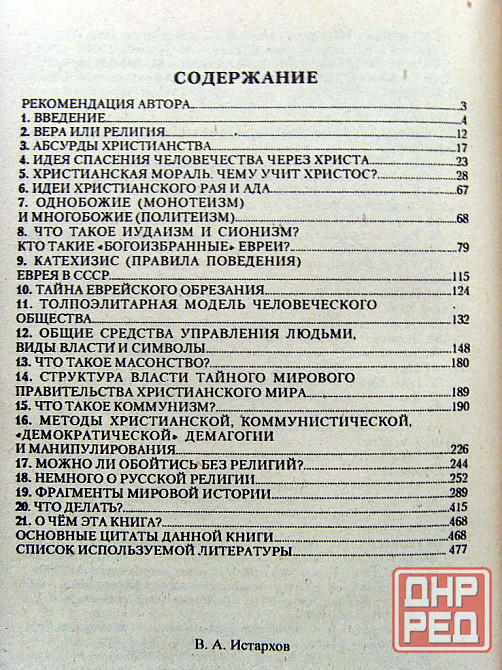 СОДЕРЖАНИЕ
РЕКОМЕНДАЦИЯ АВТОРА 3
1. ВВЕДЕНИЕ 4
2. ВЕРА ИЛИ РЕЛИГИЯ 12
3. АБСУРДЫ ХРИСТИАНСТВА 17
4. ИДЕЯ СПАСЕНИЯ ЧЕЛОВЕЧЕСТВА ЧЕРЕЗ ХРИСТА 23
5. ХРИСТИАНСКАЯ МОРАЛЬ. ЧЕМУ УЧИТ ХРИСТОС? 28
6. ИДЕИ ХРИСТИАНСКОГО РАЯ И АДА 67
7. ОДНОБОЖИЕ (МОНОТЕИЗМ)
И МНОГОБОЖИЕ (ПОЛИТЕИЗМ) 68
8. ЧТО ТАКОЕ ИУДАИЗМ И СИОНИЗМ?
КТО ТАКИЕ «БОГОИЗБРАННЫЕ» ЕВРЕИ? 79
9. КАТЕХИЗИС (ПРАВИЛА ПОВЕДЕНИЯ)
ЕВРЕЯ В СССР 115
10. ТАЙНА ЕВРЕЙСКОГО ОБРЕЗАНИЯ 124
11. ТОЛПОЭЛИТАРНАЯ МОДЕЛЬ ЧЕЛОВЕЧЕСКОГО
ОБЩЕСТВА 132
12. ОБЩИЕ СРЕДСТВА УПРАВЛЕНИЯ ЛЮДЬМИ,
ВИДЫ ВЛАСТИ И СИМВОЛЫ 148
13. ЧТО ТАКОЕ МАСОНСТВО? 180
14. СТРУКТУРА ВЛАСТИ ТАЙНОГО МИРОВОГО
ПРАВИТЕЛЬСТВА ХРИСТИАНСКОГО МИРА 189
15. ЧТО ТАКОЕ КОММУНИЗМ? 190
16. МЕТОДЫ ХРИСТИАНСКОЙ, КОММУНИСТИЧЕСКОЙ,
«ДЕМОКРАТИЧЕСКОЙ» ДЕМАГОГИИ
И МАНИПУЛИРОВАНИЯ 226
17. МОЖНО ЛИ ОБОЙТИСЬ БЕЗ РЕЛИГИЙ? 244
18. НЕМНОГО О РУССКОЙ РЕЛИГИИ 252
19. ФРАГМЕНТЫ МИРОВОЙ ИСТОРИИ 289
20. ЧТО ДЕЛАТЬ? 415
21. О ЧЁМ ЭТА КНИГА? 468
ОСНОВНЫЕ ЦИТАТЫ ДАННОЙ КНИГИ 468
СПИСОК ИСПОЛЬЗУЕМОЙ ЛИТЕРАТУРЫ 477
ДНР
РЕД
В. А. Истархов